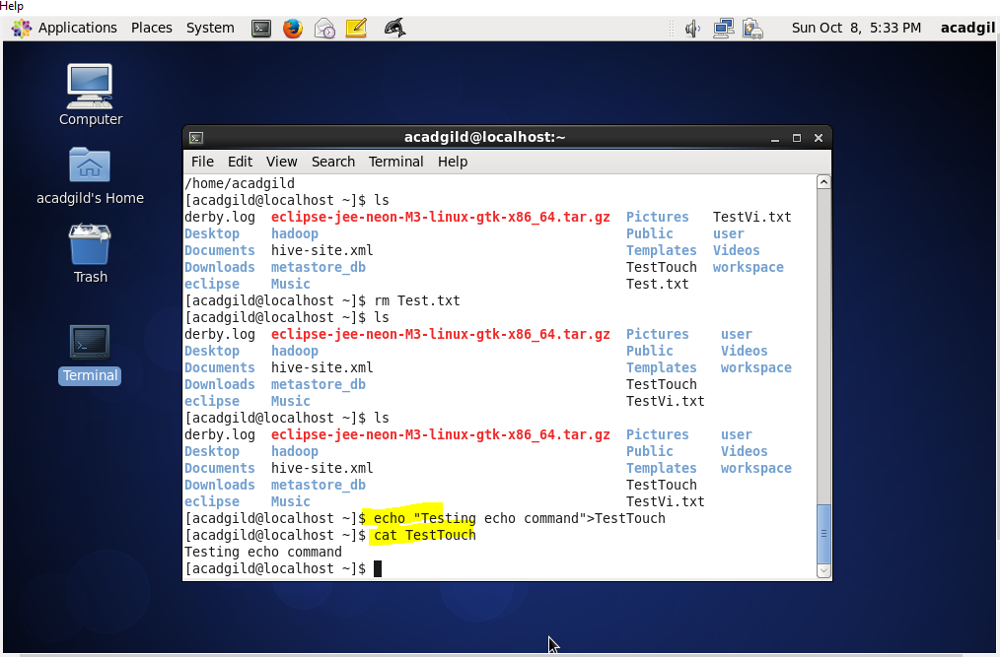 Help
Applications Places System Sun Oct 8, 5:33 PM acadgil
Computer
acadgild's Home
Trash
Terminal
acadgild@localhost:~
File Edit View Search Terminal Help
/home/acadgild
[acadgild@localhost ~]$ ls
derby.log eclipse-jee-neon-M3-linux-gtk-x86_64.tar.gz Pictures TestVi.txt
Desktop hadoop Public user
Documents hive-site.xml Templates Videos
Downloads metastore_db TestTouch workspace
eclipse Music Test.txt
[acadgild@localhost ~]$ rm Test.txt
[acadgild@localhost ~]$ ls
derby.log eclipse-jee-neon-M3-linux-gtk-x86_64.tar.gz Pictures user
Desktop hadoop Public Videos
Documents hive-site.xml Templates workspace
Downloads metastore_db TestTouch
eclipse Music TestVi.txt
[acadgild@localhost ~]$ ls
derby.log eclipse-jee-neon-M3-linux-gtk-x86_64.tar.gz Pictures user
Desktop hadoop Public Videos
Documents hive-site.xml Templates workspace
Downloads metastore_db TestTouch
eclipse Music TestVi.txt
[acadgild@localhost ~]$ echo "Testing echo command">TestTouch
[acadgild@localhost ~]$ cat TestTouch
Testing echo command
[acadgild@localhost ~]$